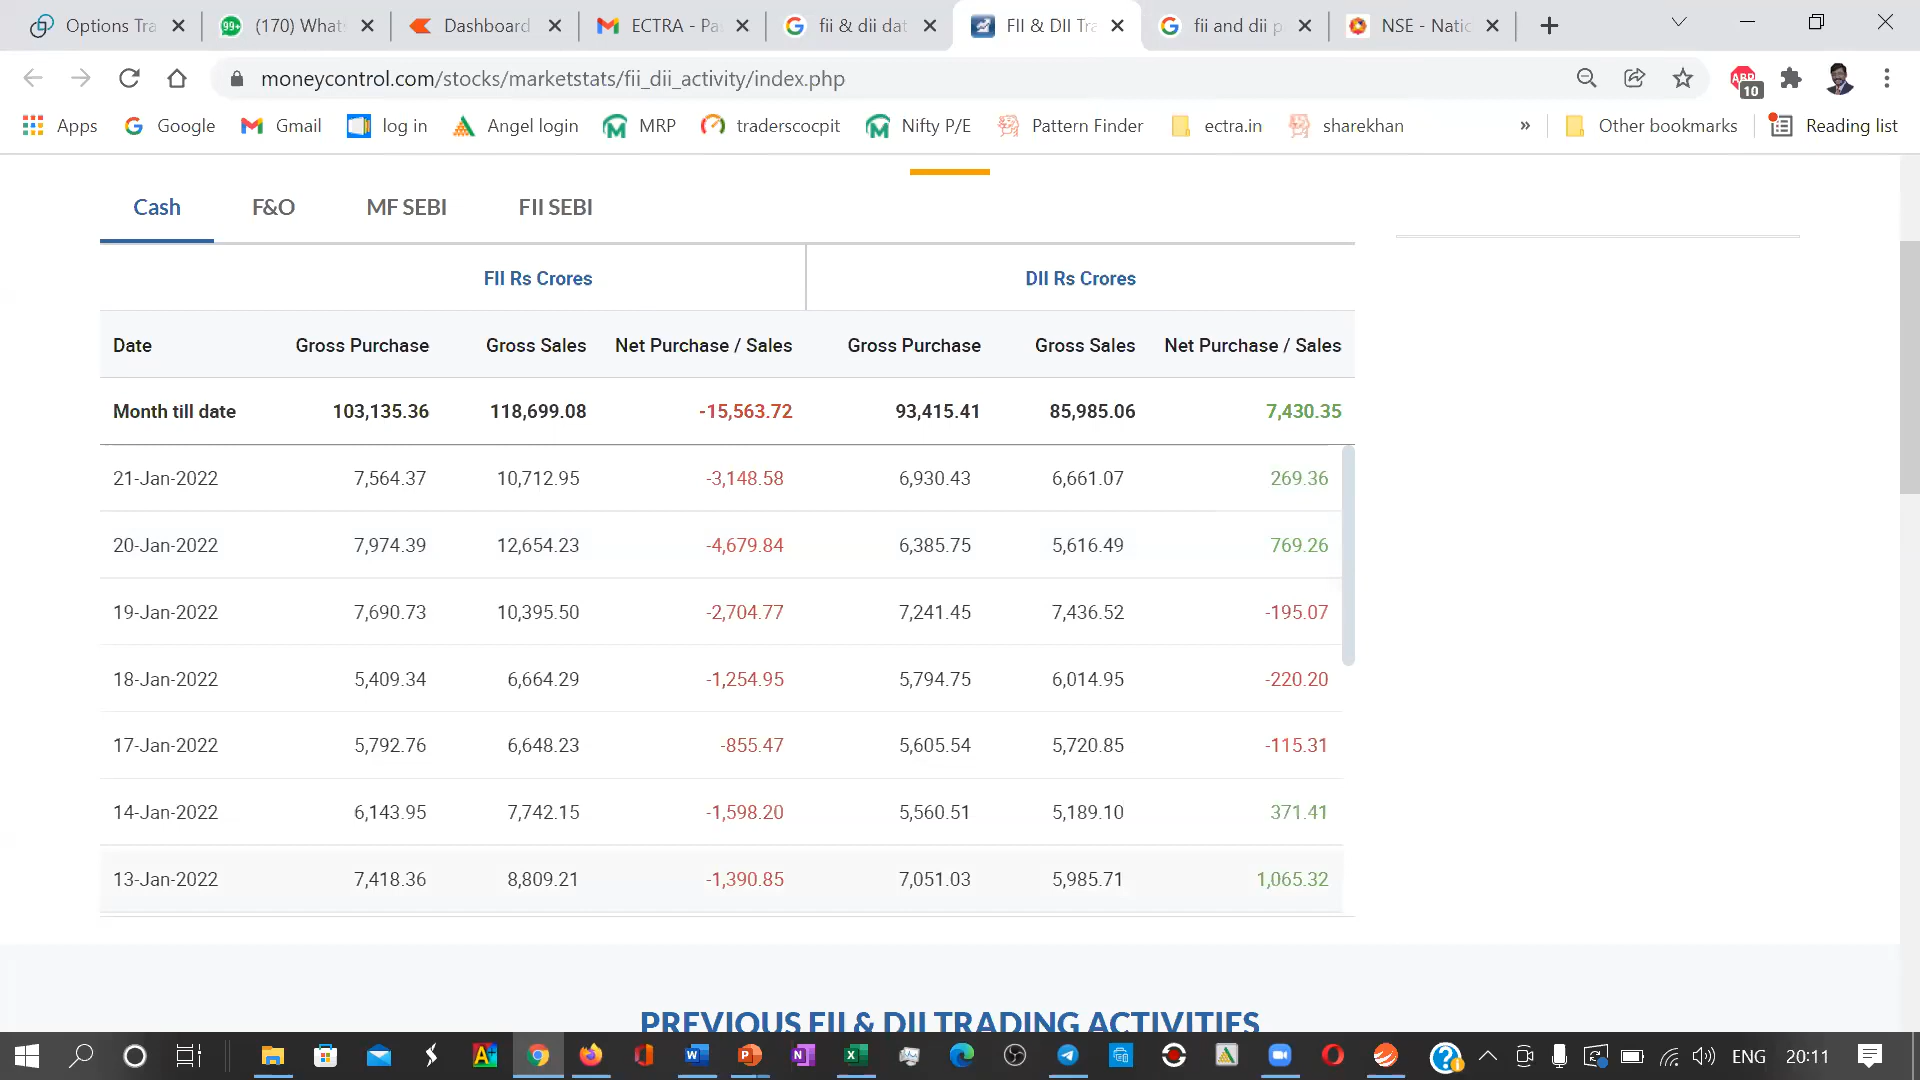 Options Tra
99+ (170) What
Dashboard
ECTRA - Pa
fii & dii dat
FII & DII Tra
fii and dii p
NSE - Natio
moneycontrol.com/stocks/marketstats/fii_dii_activity/index.php
ABP 10
Apps Google Gmail log in Angel login MRP traderscocpit Nifty P/E Pattern Finder ectra.in sharekhan » Other bookmarks Reading list
Cash F&O MF SEBI FII SEBI
FII Rs Crores DII Rs Crores
Date Gross Purchase Gross Sales Net Purchase / Sales Gross Purchase Gross Sales Net Purchase / Sales
Month till date 103,135.36 118,699.08 -15,563.72 93,415.41 85,985.06 7,430.35
21-Jan-2022 7,564.37 10,712.95 -3,148.58 6,930.43 6,661.07 269.36
20-Jan-2022 7,974.39 12,654.23 -4,679.84 6,385.75 5,616.49 769.26
19-Jan-2022 7,690.73 10,395.50 -2,704.77 7,241.45 7,436.52 -195.07
18-Jan-2022 5,409.34 6,664.29 -1,254.95 5,794.75 6,014.95 -220.20
17-Jan-2022 5,792.76 6,648.23 -855.47 5,605.54 5,720.85 -115.31
14-Jan-2022 6,143.95 7,742.15 -1,598.20 5,560.51 5,189.10 371.41
13-Jan-2022 7,418.36 8,809.21 -1,390.85 7,051.03 5,985.71 1,065.32
PREVIOUS FII & DII TRADING ACTIVITIES
ENG 20:11